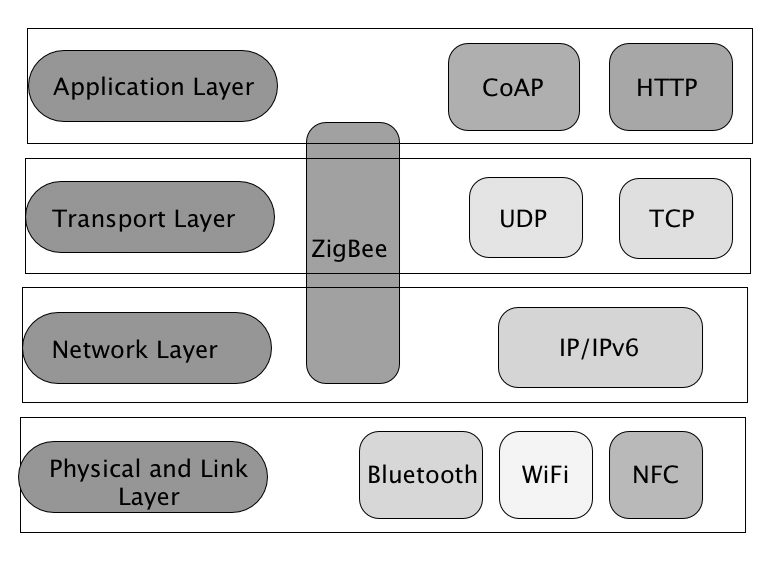 Application Layer
CoAP
HTTP
Transport Layer
ZigBee
UDP
TCP
Network Layer
IP/IPv6
Physical and Link
Layer
Bluetooth
WiFi
NFC